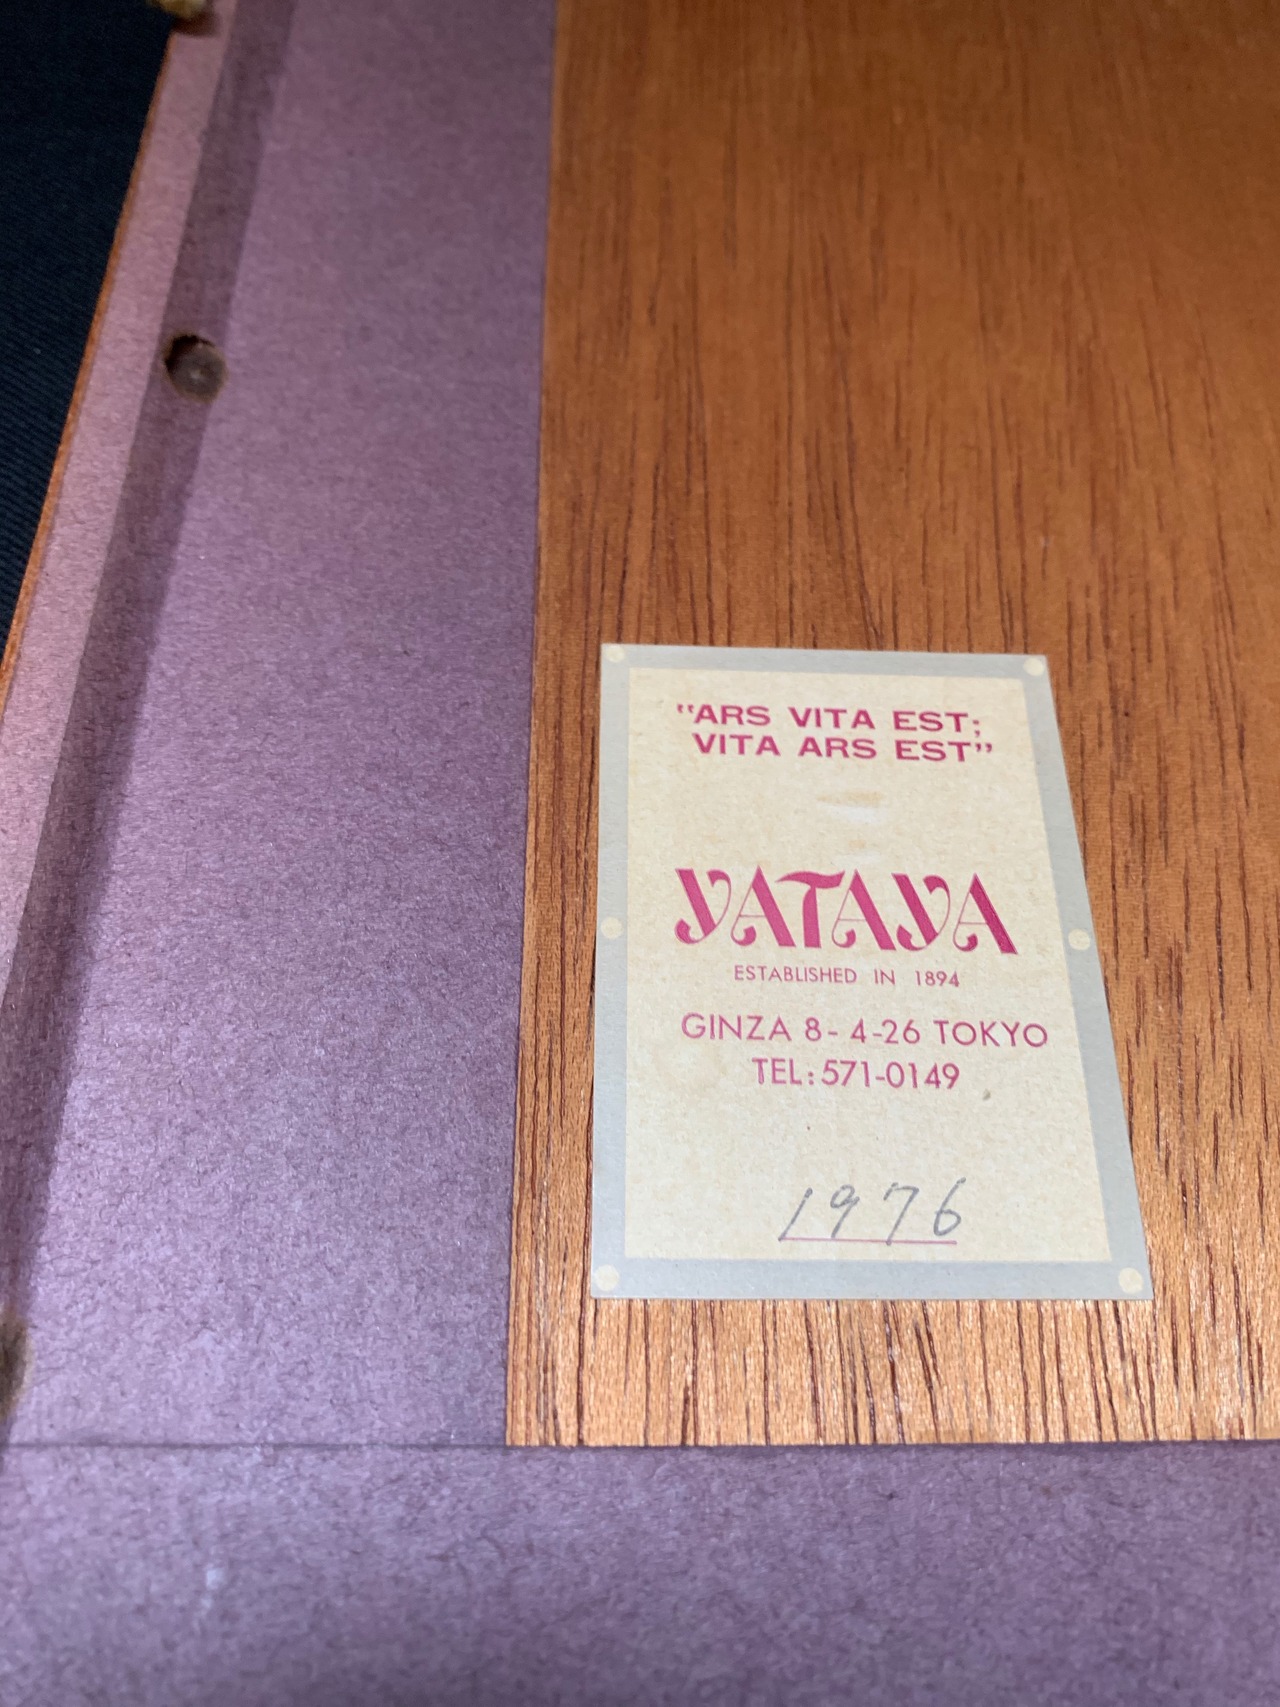 "ARS VITA EST;
VITA ARS EST"
YATAYA
ESTABLISHED IN 1894
GINZA 8-4-26 TOKYO
TEL:571-0149
1976